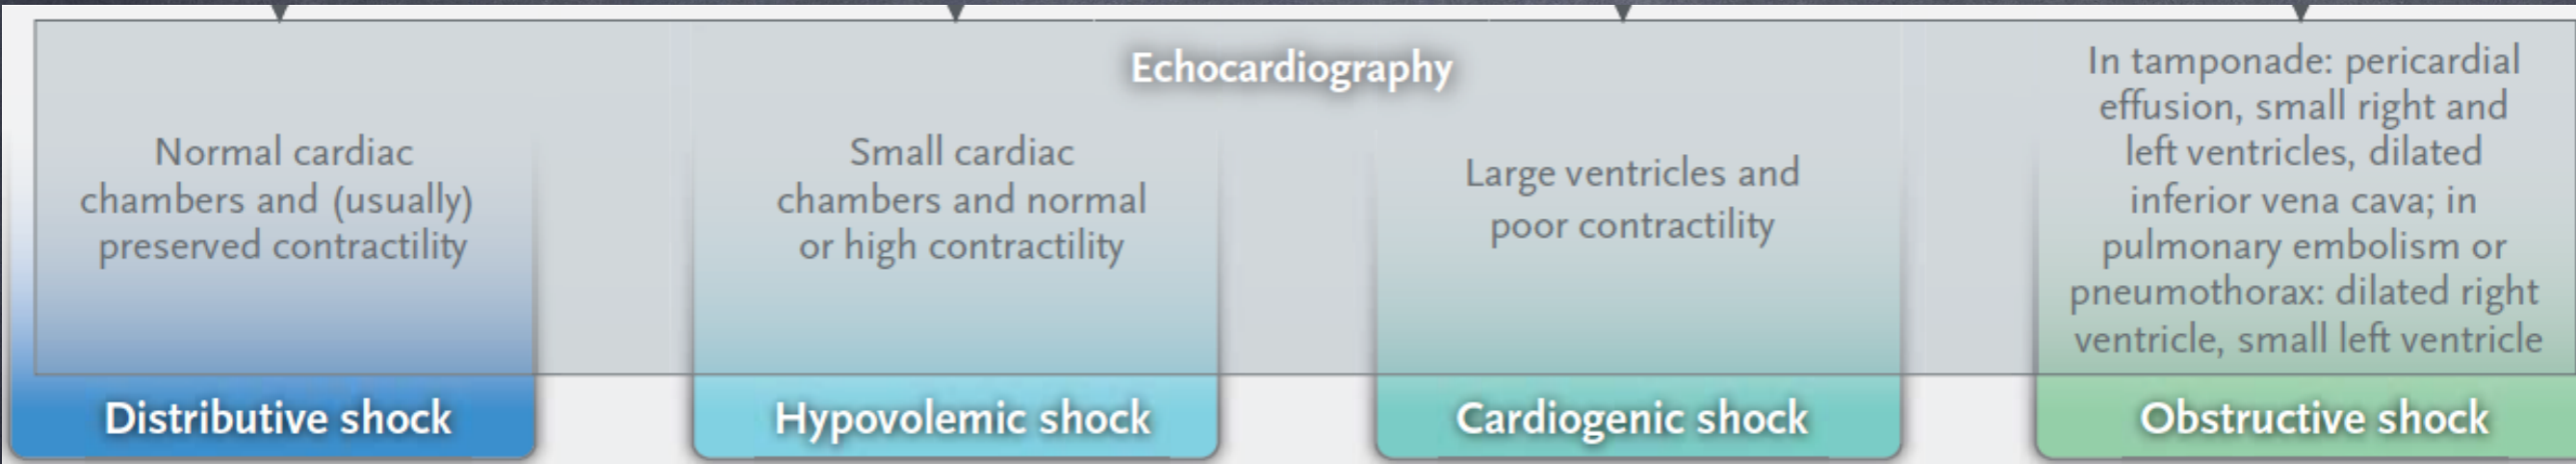 Echocardiography
Normal cardiac
chambers and (usually)
preserved contractility
Distributive shock
Small cardiac
chambers and normal
or high contractility
Hypovolemic shock
Large ventricles and
poor contractility
Cardiogenic shock
In tamponade: pericardial
effusion, small right and
left ventricles, dilated
inferior vena cava; in
pulmonary embolism or
pneumothorax: dilated right
ventricle, small left ventricle
Obstructive shock